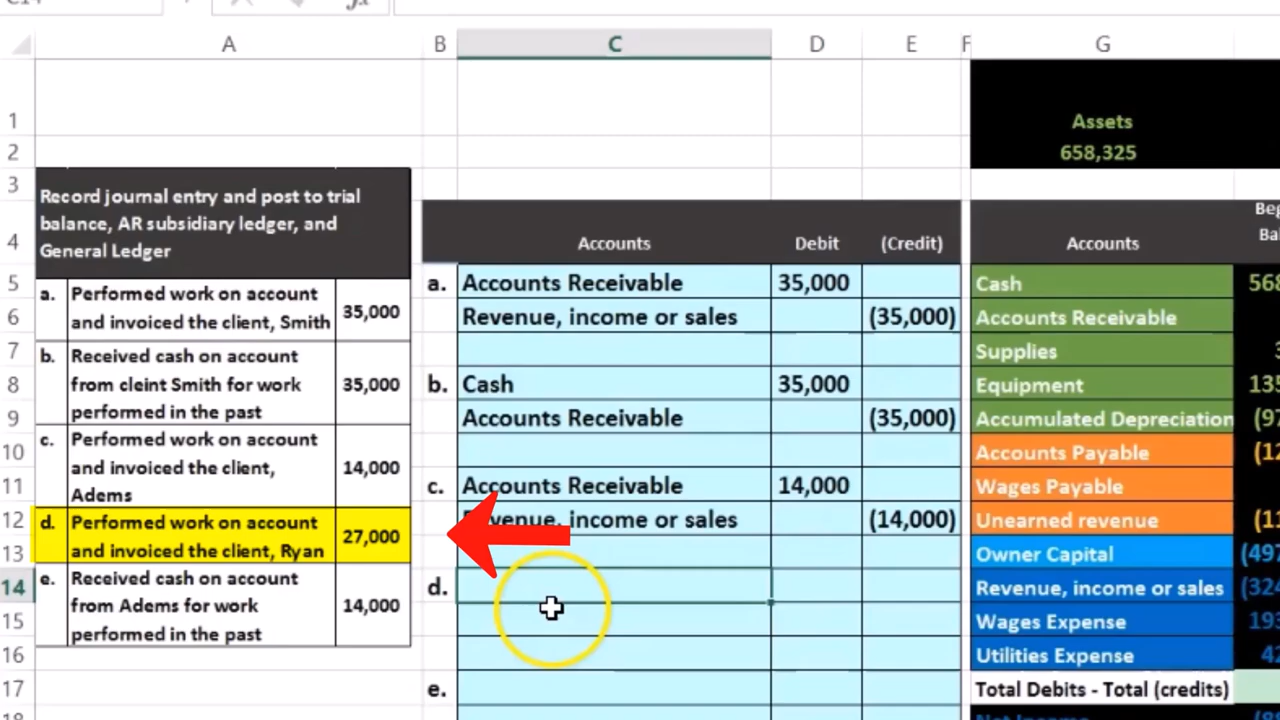 A B C D E F G
1 Assets
2 658,325
3
Record journal entry and post to trial
balance, AR subsidiary ledger, and
General Ledger
4 Accounts Debit (Credit) Accounts
5 a. Performed work on account
and invoiced the client, Smith 35,000
a. Accounts Receivable 35,000 Cash
6 Revenue, income or sales (35,000) Accounts Receivable
7 b. Received cash on account
from cleint Smith for work
performed in the past 35,000
Supplies
8 b. Cash 35,000 Equipment
9 Accounts Receivable (35,000) Accumulated Depreciation
10 c. Performed work on account
and invoiced the client,
Adems 14,000
Accounts Payable
11 c. Accounts Receivable 14,000 Wages Payable
12 d. Performed work on account
and invoiced the client, Ryan 27,000
income or sales (14,000) Unearned revenue
13 Owner Capital
14 e. Received cash on account
from Adems for work
performed in the past 14,000
d. Revenue, income or sales
15 Wages Expense
16 Utilities Expense
17 e. Total Debits - Total (credits)